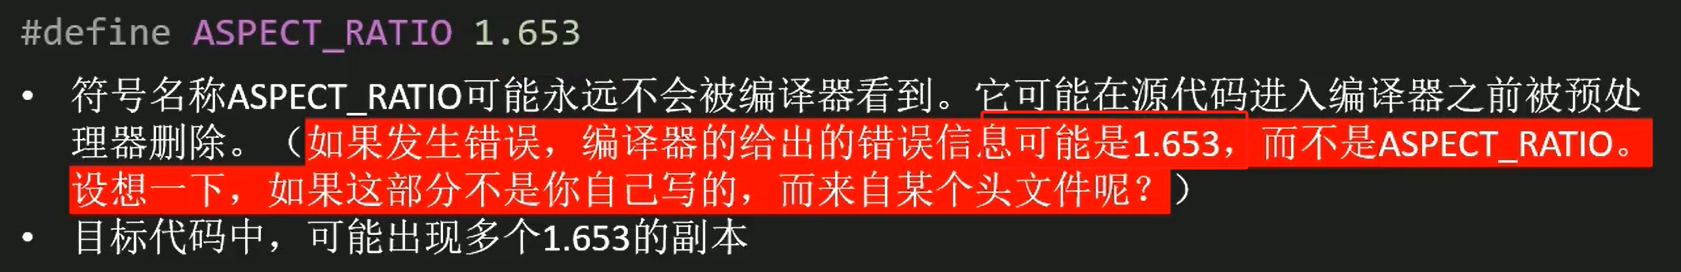 #define ASPECT_RATIO 1.653
• 符号名称ASPECT_RATIO可能永远不会被编译器看到。它可能在源代码进入编译器之前被预处
理器删除。（如果发生错误，编译器的给出的错误信息可能是1.653，而不是ASPECT_RATIO。
设想一下，如果这部分不是你自己写的，而来自某个头文件呢？）
• 目标代码中，可能出现多个1.653的副本